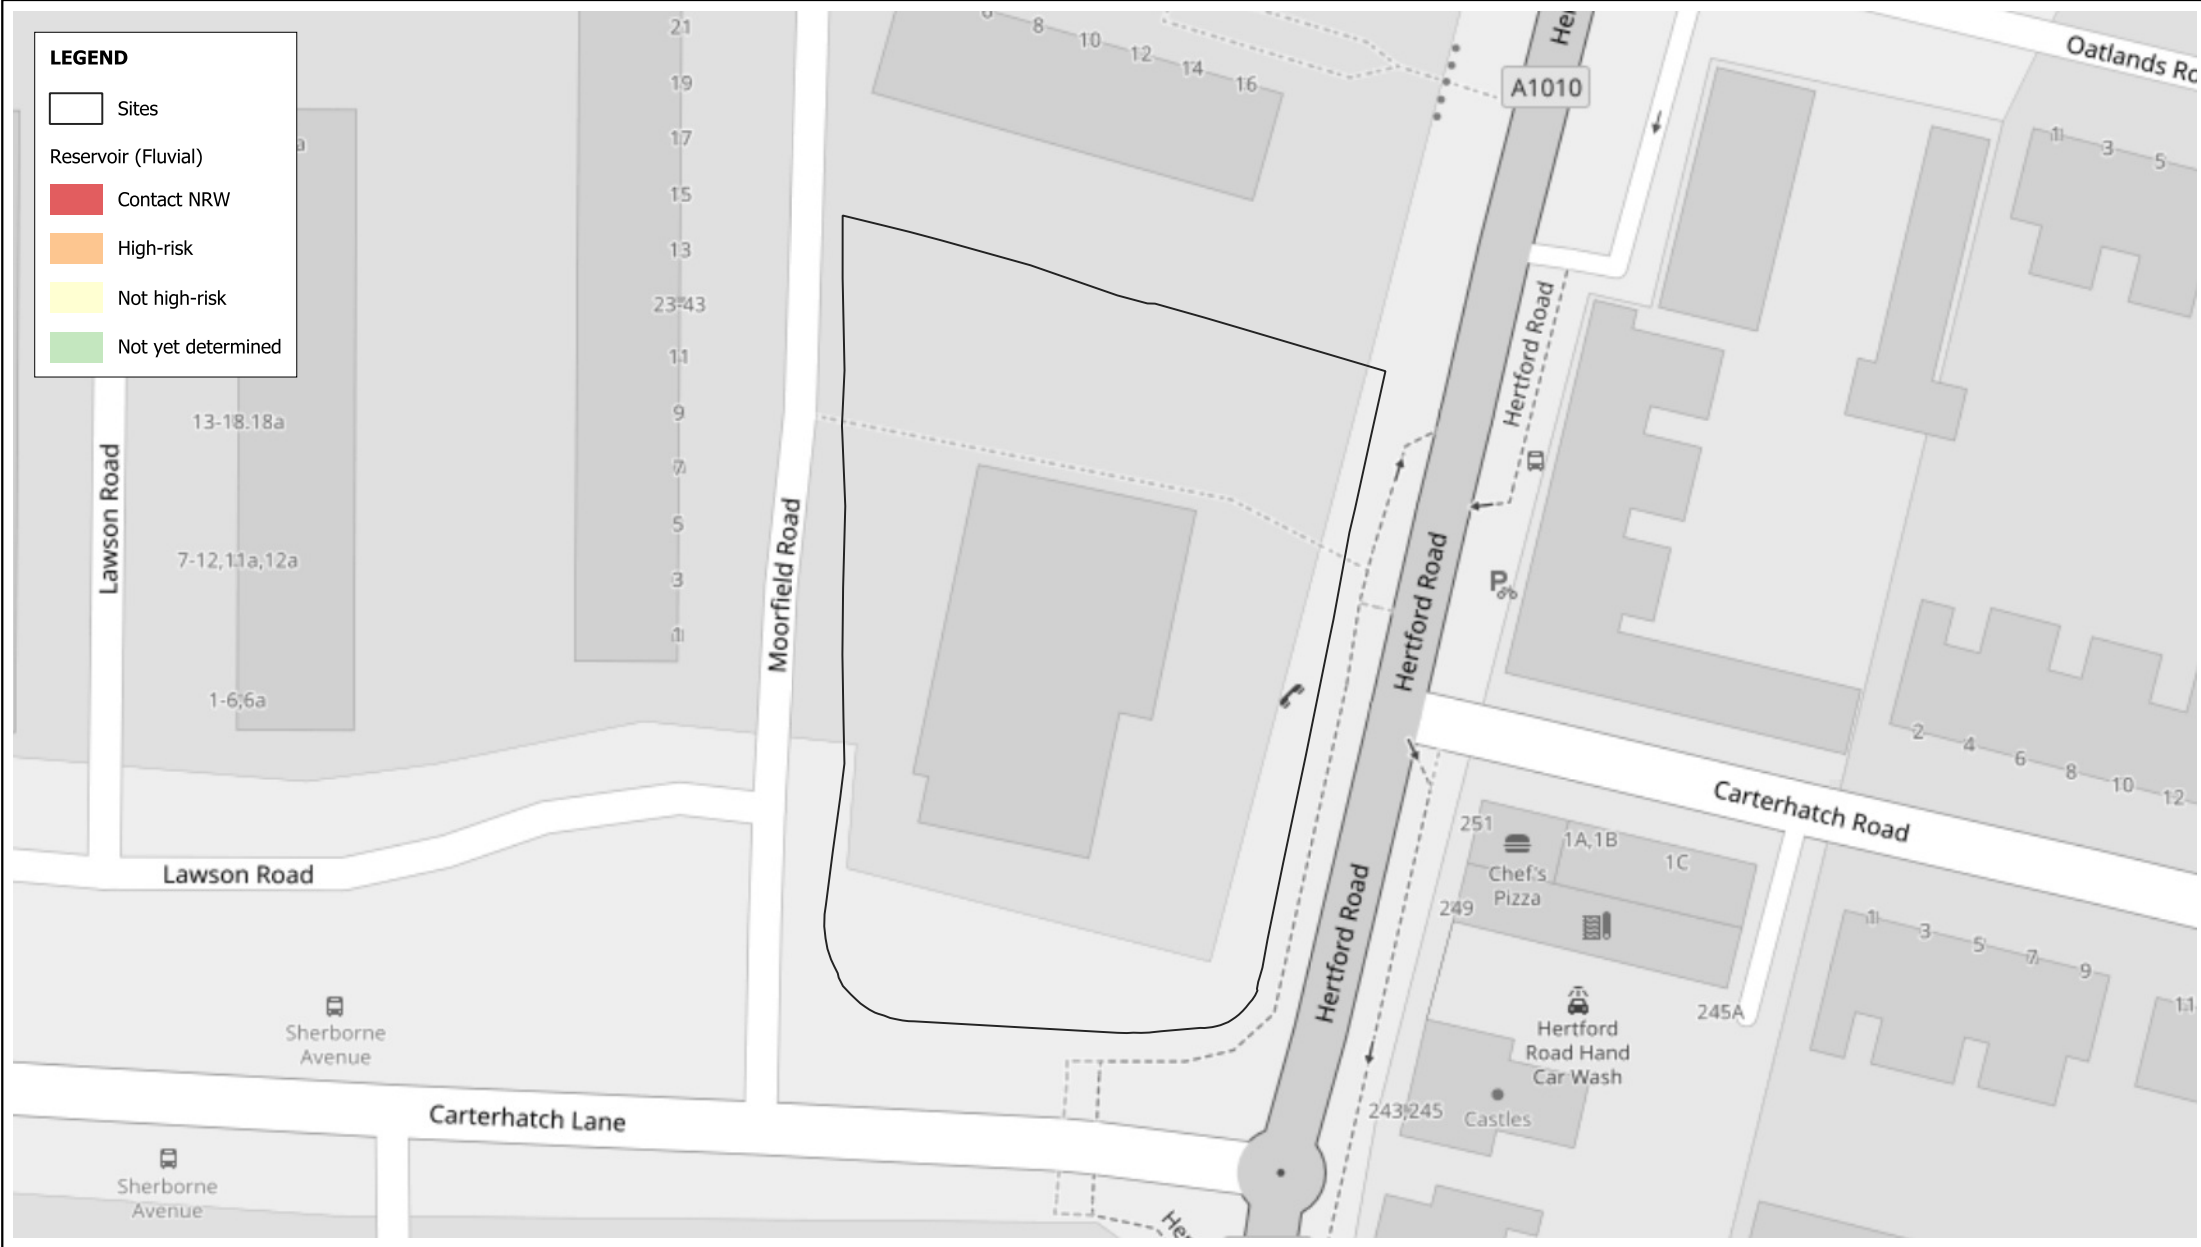 LEGEND
Sites
Reservoir (Fluvial)
Contact NRW
High-risk
Not high-risk
Not yet determined
21
19
17
15
13
23-43
11
9
7
5
3
1
8
10
12
14
16
A1010
Oatlands Ro
1
3
5
a
13-18.18a
7-12,11a,12a
1-6,6a
Lawson Road
Lawson Road
Moorfield Road
Hertford Road
Hertford Road
Hertford Road
Her
P
2
4
6
8
10
12
Carterhatch Road
251
1A,1B
1C
Chef's
Pizza
249
245A
Hertford
Road Hand
Car Wash
243,245
Castles
1
3
5
7
9
11
Sherborne
Avenue
Carterhatch Lane
Sherborne
Avenue
Her